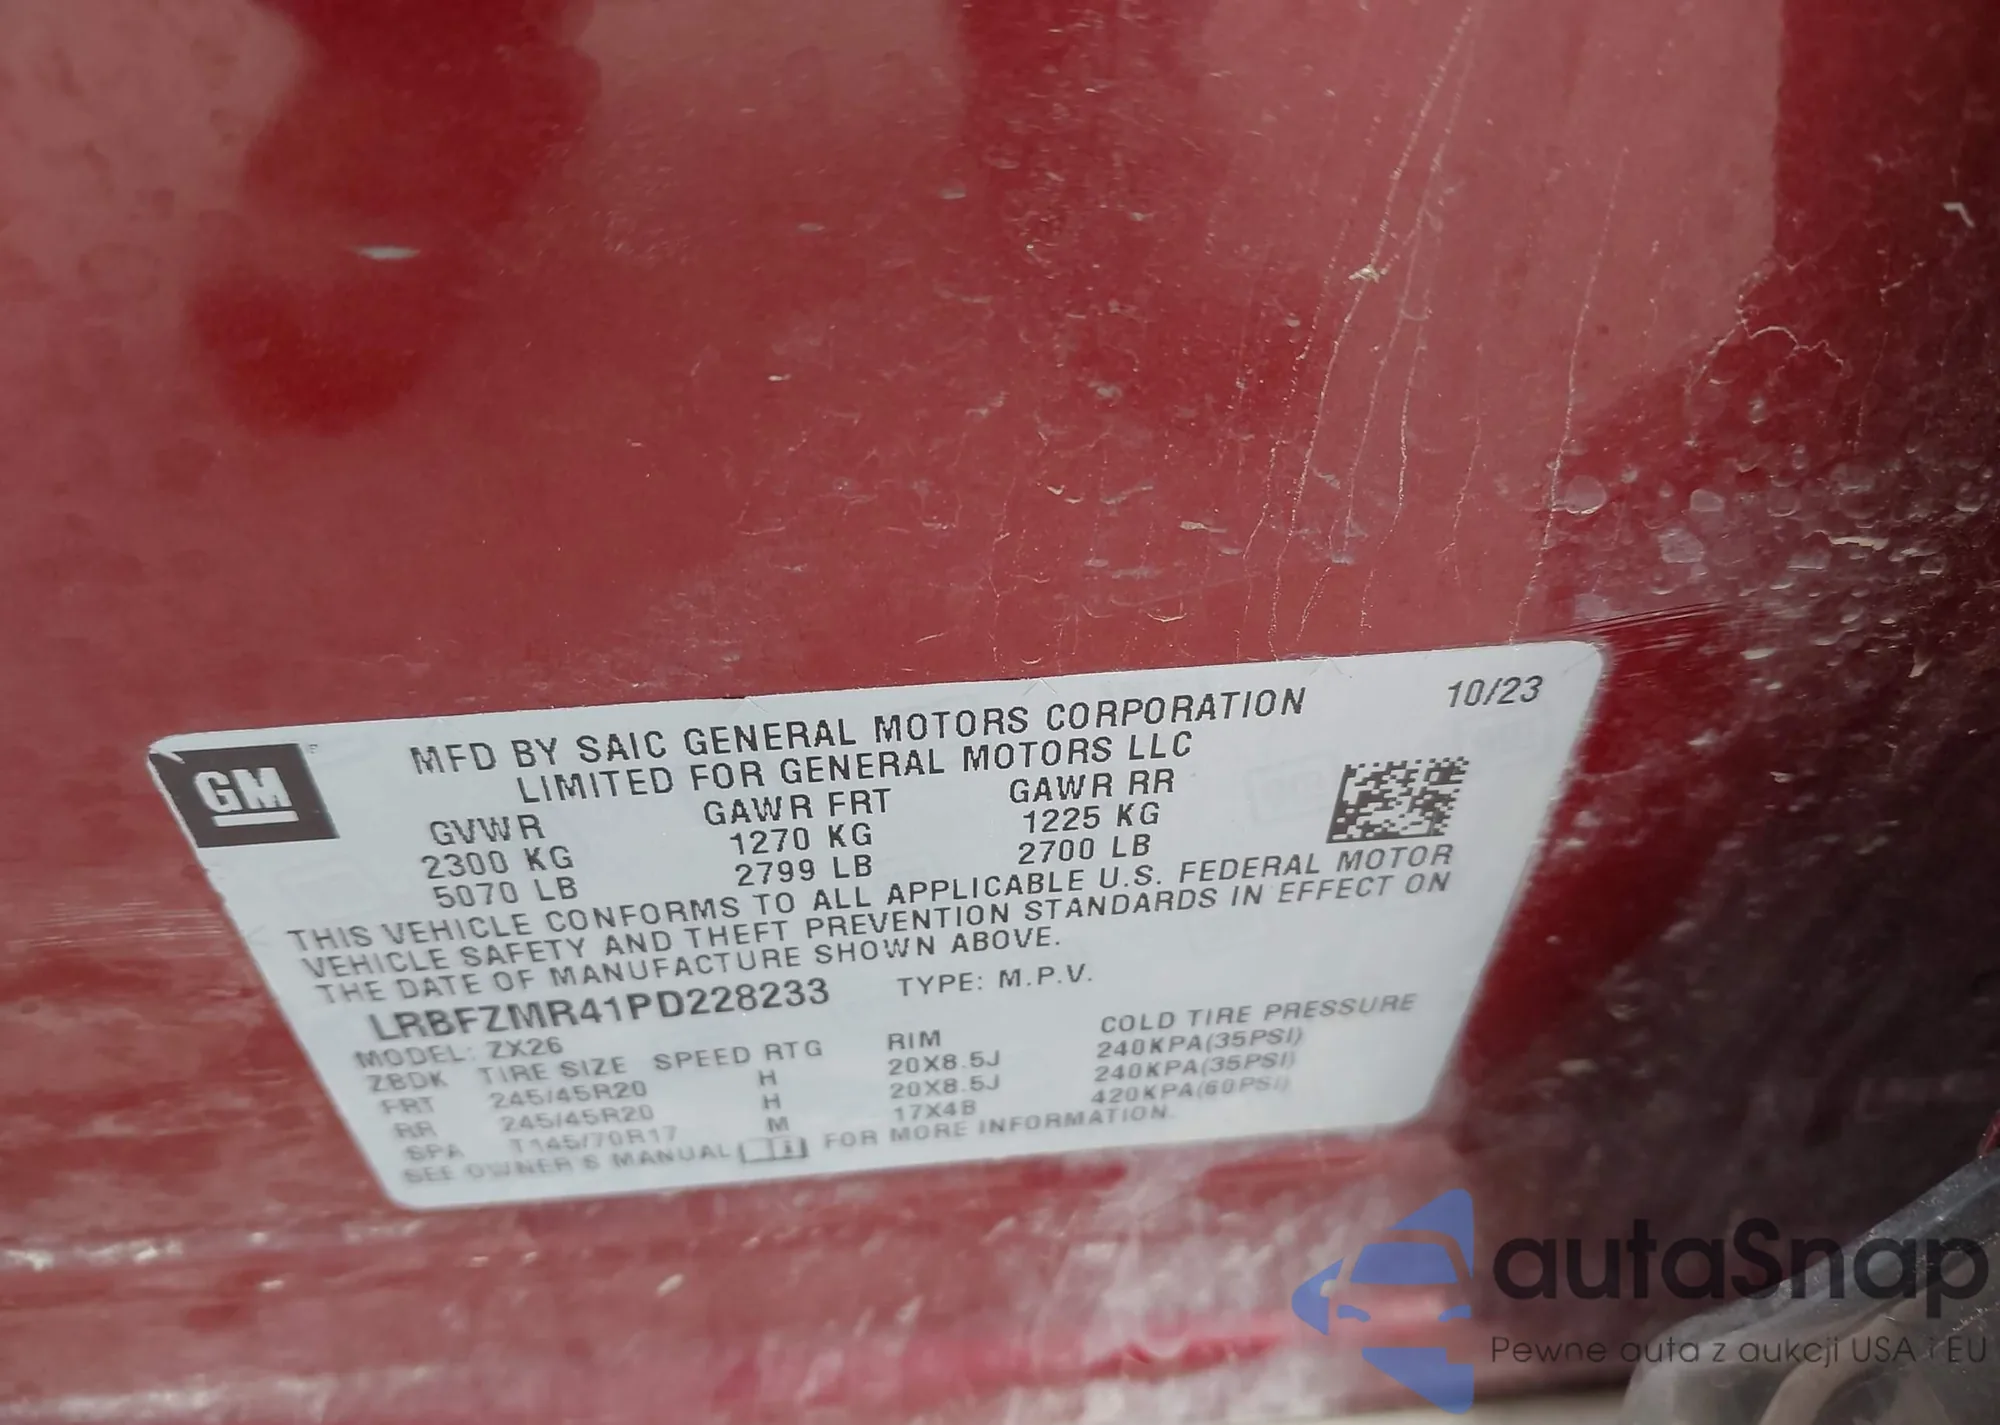 GM
MFD BY SAIC GENERAL MOTORS CORPORATION
LIMITED FOR GENERAL MOTORS LLC
10/23
GVWR GAWR FRT GAWR RR
2300 KG 1270 KG 1225 KG
5070 LB 2799 LB 2700 LB
THIS VEHICLE CONFORMS TO ALL APPLICABLE U.S. FEDERAL MOTOR
VEHICLE SAFETY AND THEFT PREVENTION STANDARDS IN EFFECT ON
THE DATE OF MANUFACTURE SHOWN ABOVE.
LRBFZMR41PD228233 TYPE: M.P.V.
MODEL: ZX26
ZBDK TIRE SIZE SPEED RTG RIM COLD TIRE PRESSURE
FRT 245/45R20 H 20X8.5J 240KPA(35PSI)
RR 245/45R20 H 20X8.5J 240KPA(35PSI)
SPA T145/70R17 M 17X4B 420KPA(60PSI)
SEE OWNER'S MANUAL FOR MORE INFORMATION.
autaSnap
Pewne auta z aukcji USA i EU